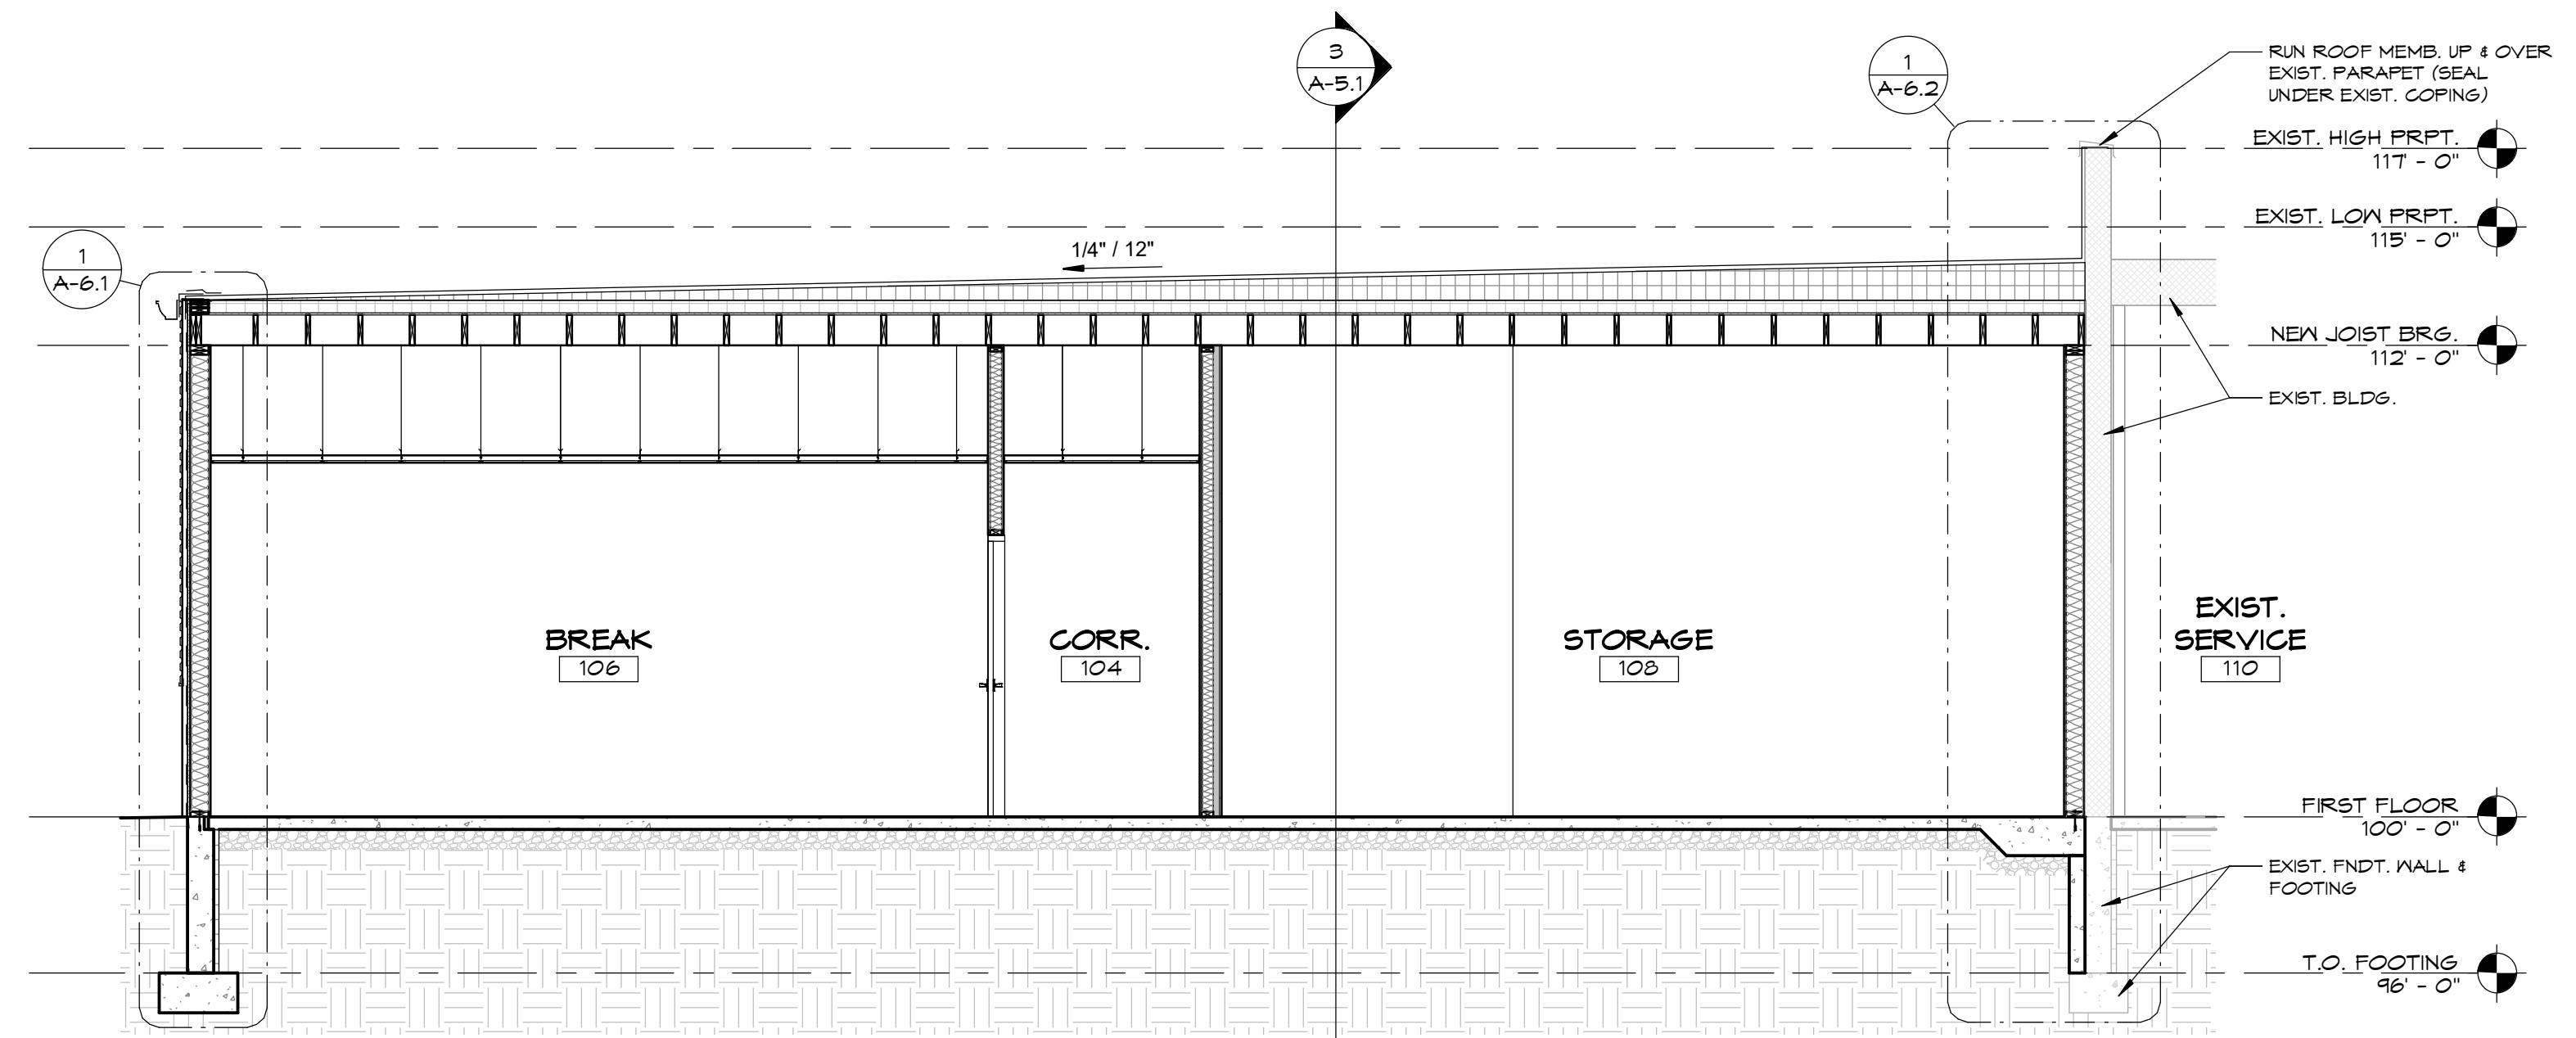 3
A-5.1
1
A-6.2
RUN ROOF MEMB. UP & OVER
EXIST. PARAPET (SEAL
UNDER EXIST. COPING)
EXIST. HIGH PRPT.
117' - 0"
EXIST. LOW PRPT.
115' - 0"
1
A-6.1
1/4" / 12"
NEW JOIST BRG.
112' - 0"
EXIST. BLDG.
BREAK
106
CORR.
104
STORAGE
108
EXIST.
SERVICE
110
FIRST FLOOR
100' - 0"
EXIST. FNDT. WALL &
FOOTING
T.O. FOOTING
96' - 0"